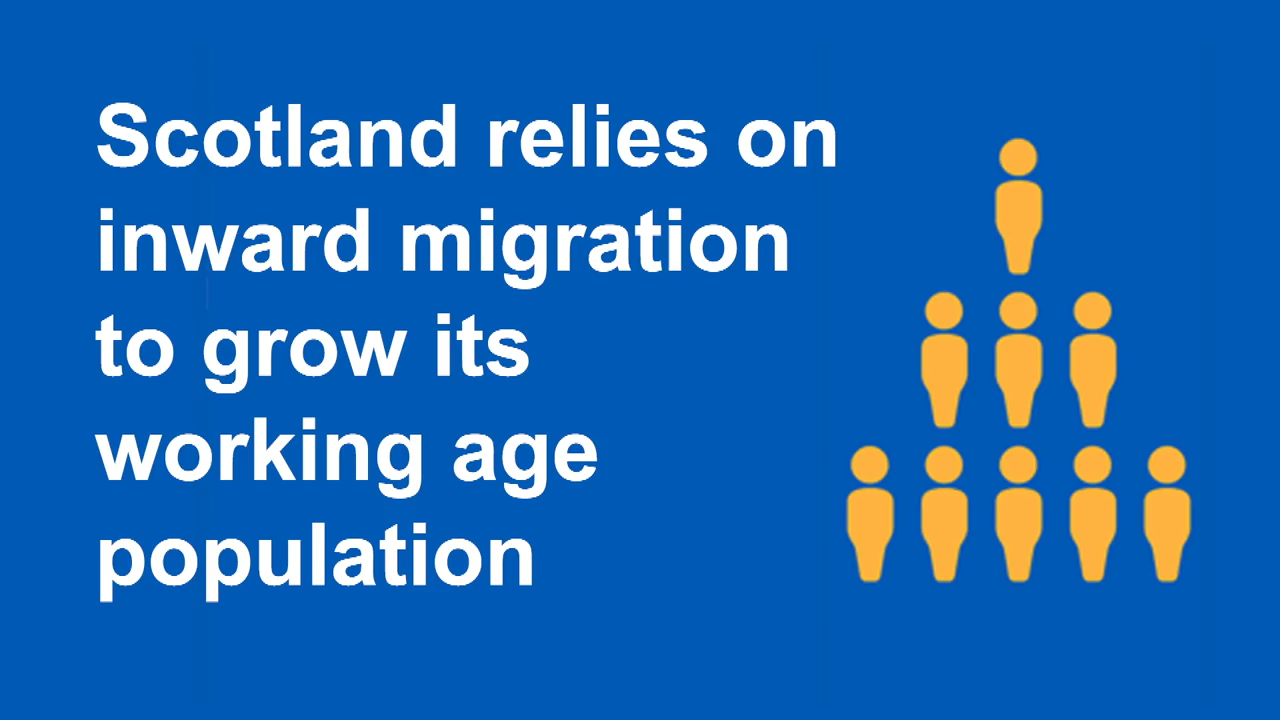 Scotland relies on
inward migration
to grow its
working age
population